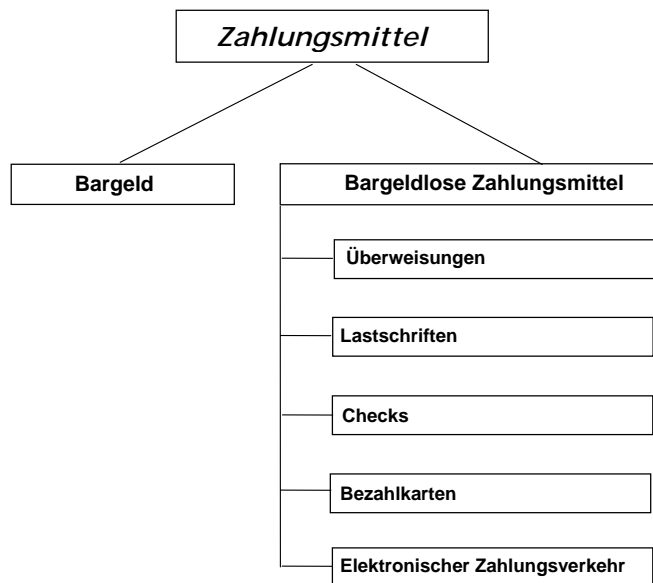 Zahlungsmittel
Bargeld
Bargeldlose Zahlungsmittel
Überweisungen
Lastschriften
Checks
Bezahlkarten
Elektronischer Zahlungsverkehr